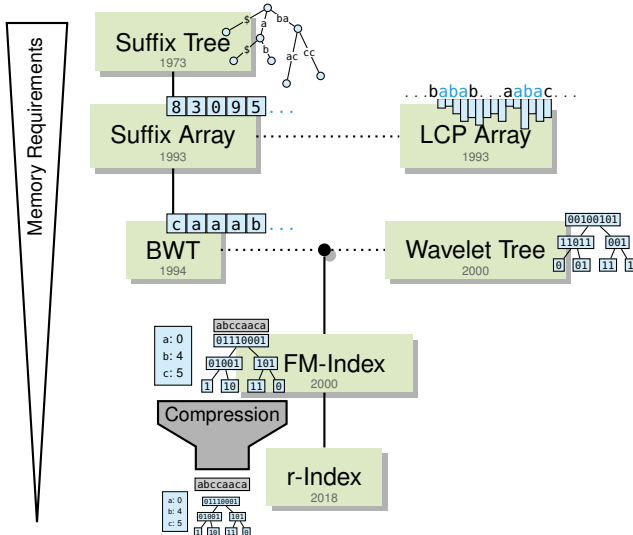 Memory Requirements
Suffix Tree
1973
$ a ba
$ b ac cc
8 3 0 9 5 ...
Suffix Array
1993
...babab...aabac...
LCP Array
1993
c a a a a b ...
BWT
1994
Wavelet Tree
2000
00100101
11011 001
0 01 11 1
abccaaca
01110001
01001 101
1 10 11 0
a: 0
b: 4
c: 5
FM-Index
2000
Compression
r-Index
2018
abccaaca
01110001
01001 101
1 10 11 0
a: 0
b: 4
c: 5